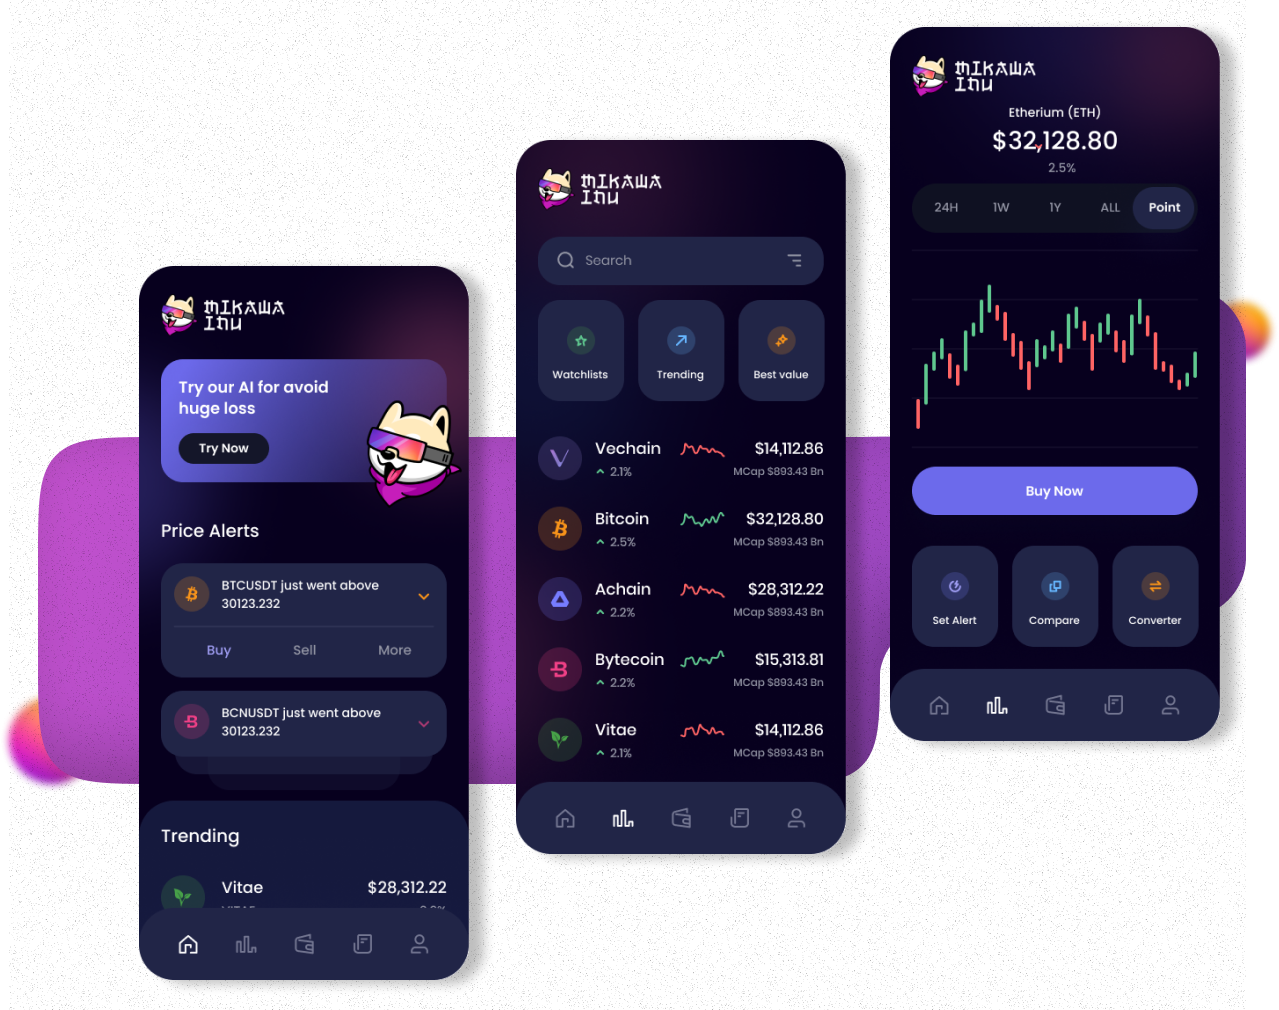 MIKAWA
INU
Try our AI for avoid
huge loss
Try Now
Price Alerts
BTCUSDT just went above
30123.232
Buy Sell More
BCNUSDT just went above
30123.232
Trending
Vitae $28,312.22
MIKAWA
INU
Search
Watchlists Trending Best value
Vechain $14,112.86
2.1% MCap $893.43 Bn
Bitcoin $32,128.80
2.5% MCap $893.43 Bn
Achain $28,312.22
2.2% MCap $893.43 Bn
Bytecoin $15,313.81
2.2% MCap $893.43 Bn
Vitae $14,112.86
2.1% MCap $893.43 Bn
MIKAWA
INU
Etherium (ETH)
$32,128.80
2.5%
24H 1W 1Y ALL Point
Buy Now
Set Alert Compare Converter